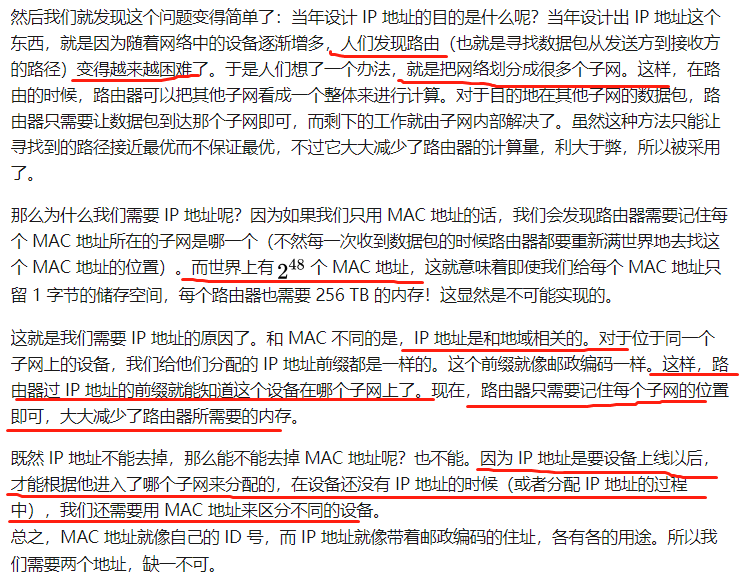 然后我们就发现这个问题变得简单了：当年设计 IP 地址的目的是什么呢？当年设计出 IP 地址这个
东西，就是因为随着网络中的设备逐渐增多，人们发现路由（也就是寻找数据包从发送方到接收方
的路径）变得越来越困难了。于是人们想了一个办法，就是把网络划分成很多个子网。这样，在路
由的时候，路由器可以把其他子网看成一个整体来进行计算。对于目的地在其他子网的数据包，路
由器只需要让数据包到达那个子网即可，而剩下的工作就由子网内部解决了。虽然这种方法只能让
寻找到的路径接近最优而不保证最优，不过它大大减少了路由器的计算量，利大于弊，所以被采用
了。
那么为什么我们需要 IP 地址呢？因为如果我们只用 MAC 地址的话，我们会发现路由器需要记住每
个 MAC 地址所在的子网是哪一个（不然每一次收到数据包的时候路由器都要重新满世界地去找这
个 MAC 地址的位置）。而世界上有 2^48 个 MAC 地址，这就意味着即使我们给每个 MAC 地址只
留 1 字节的储存空间，每个路由器也需要 256 TB 的内存！这显然是不可能实现的。
这就是我们需要 IP 地址的原因了。和 MAC 不同的是，IP 地址是和地域相关的。对于位于同一个
子网上的设备，我们给他们分配的 IP 地址前缀都是一样的。这个前缀就像邮政编码一样。这样，路
由器过 IP 地址的前缀就能知道这个设备在哪个子网上了。现在，路由器只需要记住每个子网的位置
即可，大大减少了路由器所需要的内存。
既然 IP 地址不能去掉，那么能不能去掉 MAC 地址呢？也不能。因为 IP 地址是要设备上线以后，
才能根据他进入了哪个子网来分配的，在设备还没有 IP 地址的时候（或者分配 IP 地址的过程
中），我们还需要用 MAC 地址来区分不同的设备。
总之，MAC 地址就像自己的 ID 号，而 IP 地址就像带着邮政编码的住址，各有各的用途。所以我
们需要两个地址，缺一不可。